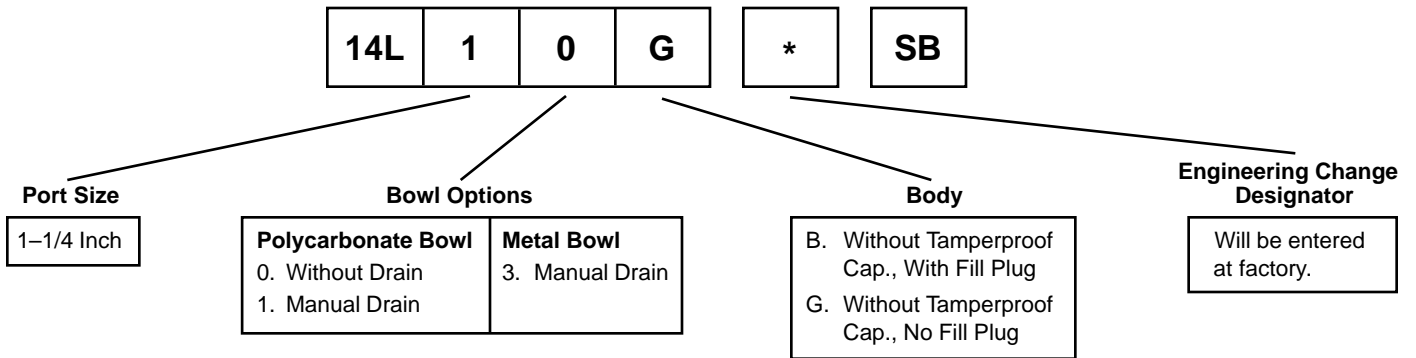 14L 1 0 G * SB
Port Size
1–1/4 Inch
Bowl Options
Polycarbonate Bowl
0. Without Drain
1. Manual Drain
Metal Bowl
3. Manual Drain
Body
B. Without Tamperproof
Cap., With Fill Plug
G. Without Tamperproof
Cap., No Fill Plug
Engineering Change
Designator
Will be entered
at factory.